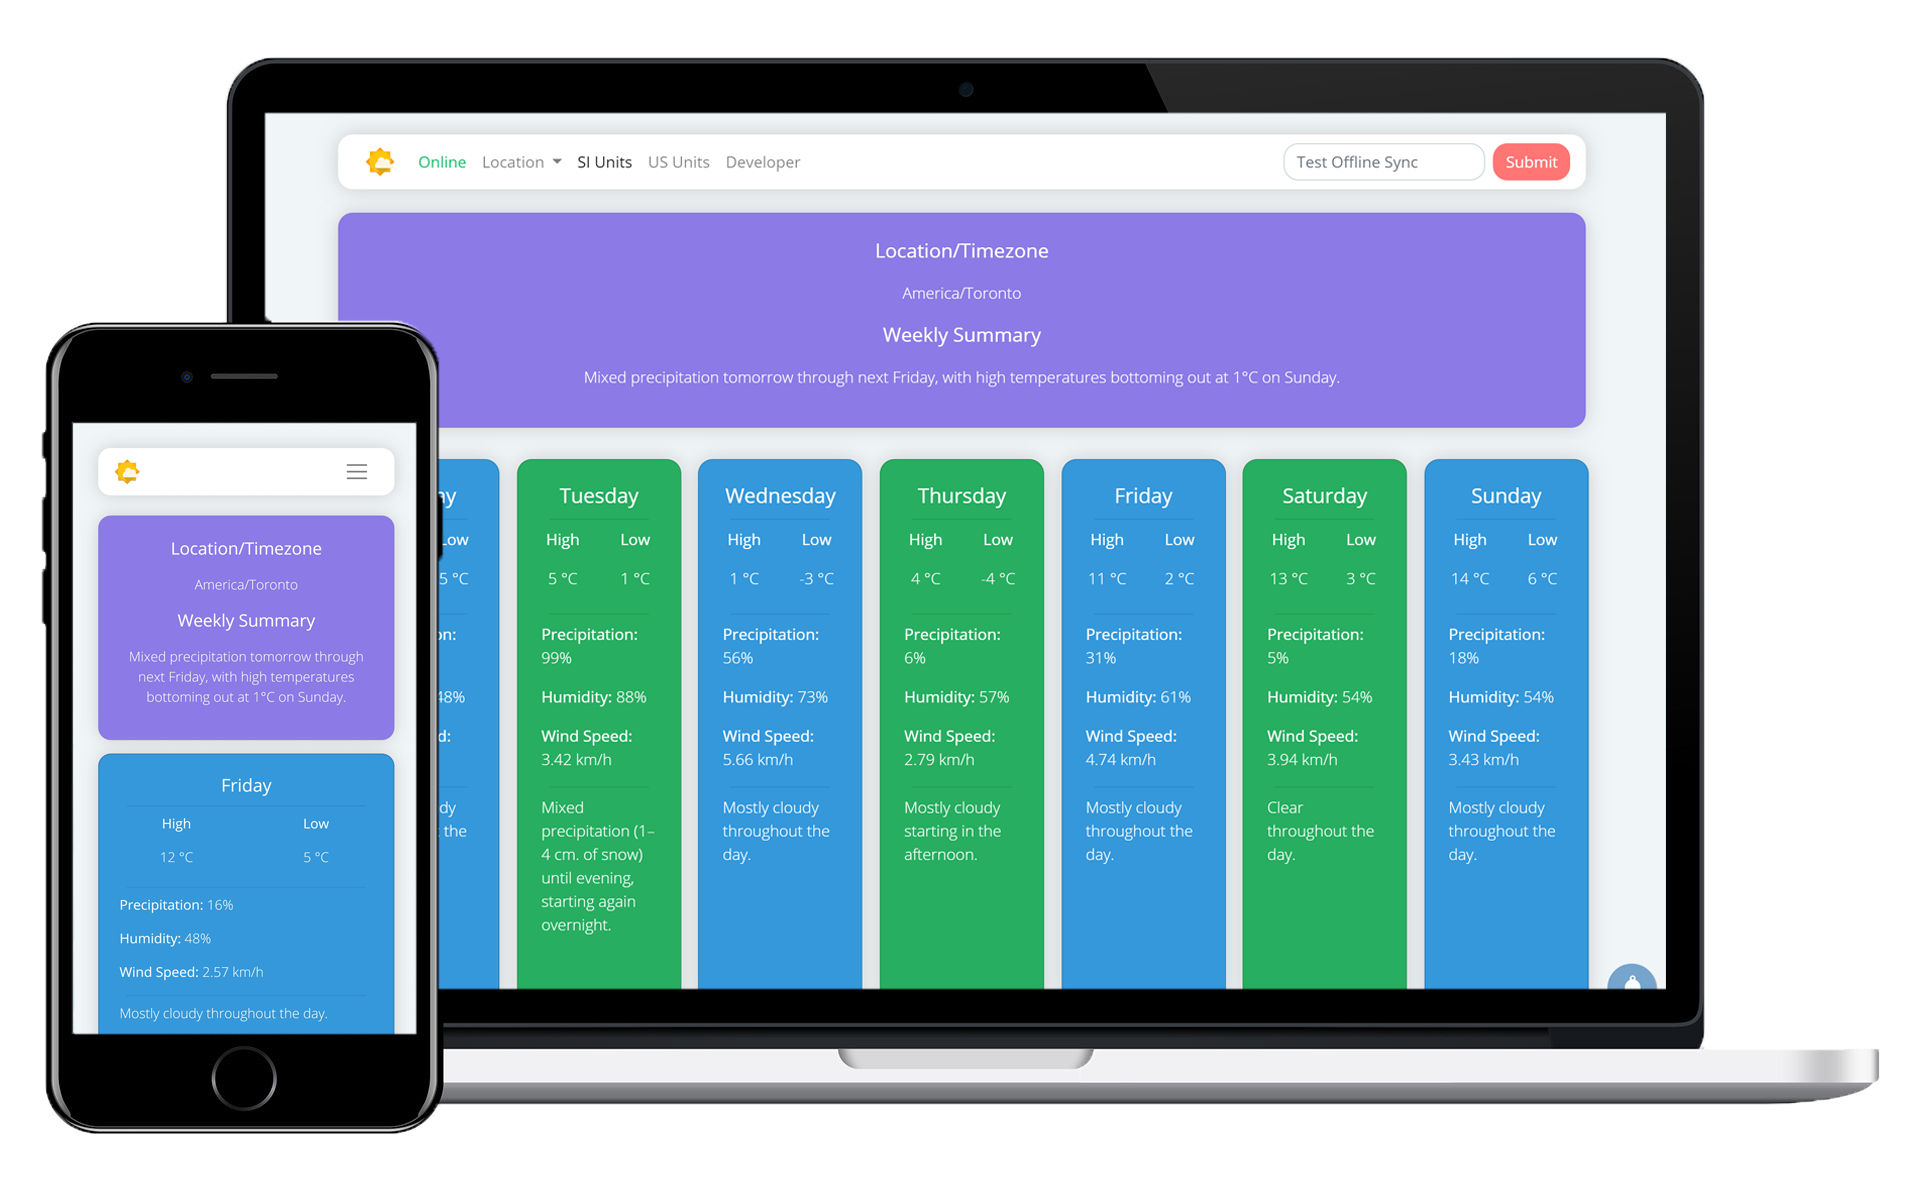 Online Location SI Units US Units Developer Test Offline Sync Submit
Location/Timezone
America/Toronto
Weekly Summary
Mixed precipitation tomorrow through next Friday, with high temperatures bottoming out at 1°C on Sunday.
ay
Low
5 °C
on:
48%
d:
dy
the
Tuesday
High Low
5 °C 1 °C
Precipitation:
99%
Humidity: 88%
Wind Speed:
3.42 km/h
Mixed
precipitation (1–
4 cm. of snow)
until evening,
starting again
overnight.
Wednesday
High Low
1 °C -3 °C
Precipitation:
56%
Humidity: 73%
Wind Speed:
5.66 km/h
Mostly cloudy
throughout the
day.
Thursday
High Low
4 °C -4 °C
Precipitation:
6%
Humidity: 57%
Wind Speed:
2.79 km/h
Mostly cloudy
starting in the
afternoon.
Friday
High Low
11 °C 2 °C
Precipitation:
31%
Humidity: 61%
Wind Speed:
4.74 km/h
Mostly cloudy
throughout the
day.
Saturday
High Low
13 °C 3 °C
Precipitation:
5%
Humidity: 54%
Wind Speed:
3.94 km/h
Clear
throughout the
day.
Sunday
High Low
14 °C 6 °C
Precipitation:
18%
Humidity: 54%
Wind Speed:
3.43 km/h
Mostly cloudy
throughout the
day.
Location/Timezone
America/Toronto
Weekly Summary
Mixed precipitation tomorrow through
next Friday, with high temperatures
bottoming out at 1°C on Sunday.
Friday
High Low
12 °C 5 °C
Precipitation: 16%
Humidity: 48%
Wind Speed: 2.57 km/h
Mostly cloudy throughout the day.